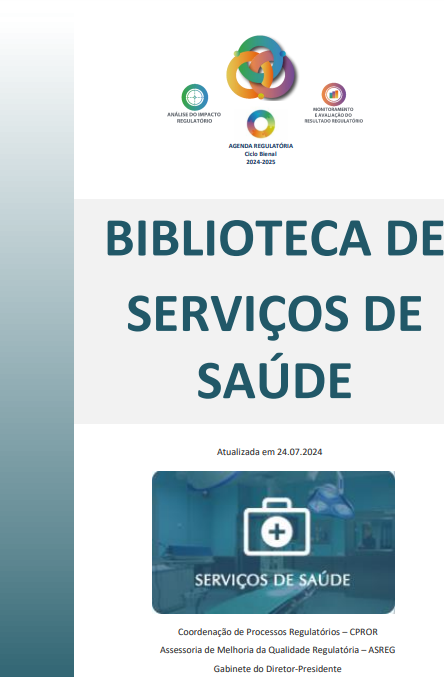 ANÁLISE DO IMPACTO
REGULATÓRIO
MONITORAMENTO
E AVALIAÇÃO DO
RESULTADO REGULATÓRIO
AGENDA REGULATÓRIA
Ciclo Bienal
2024-2025
BIBLIOTECA DE
SERVIÇOS DE
SAÚDE
Atualizada em 24.07.2024
SERVIÇOS DE SAÚDE
Coordenação de Processos Regulatórios – CPROR
Assessoria de Melhoria da Qualidade Regulatória – ASREG
Gabinete do Diretor-Presidente